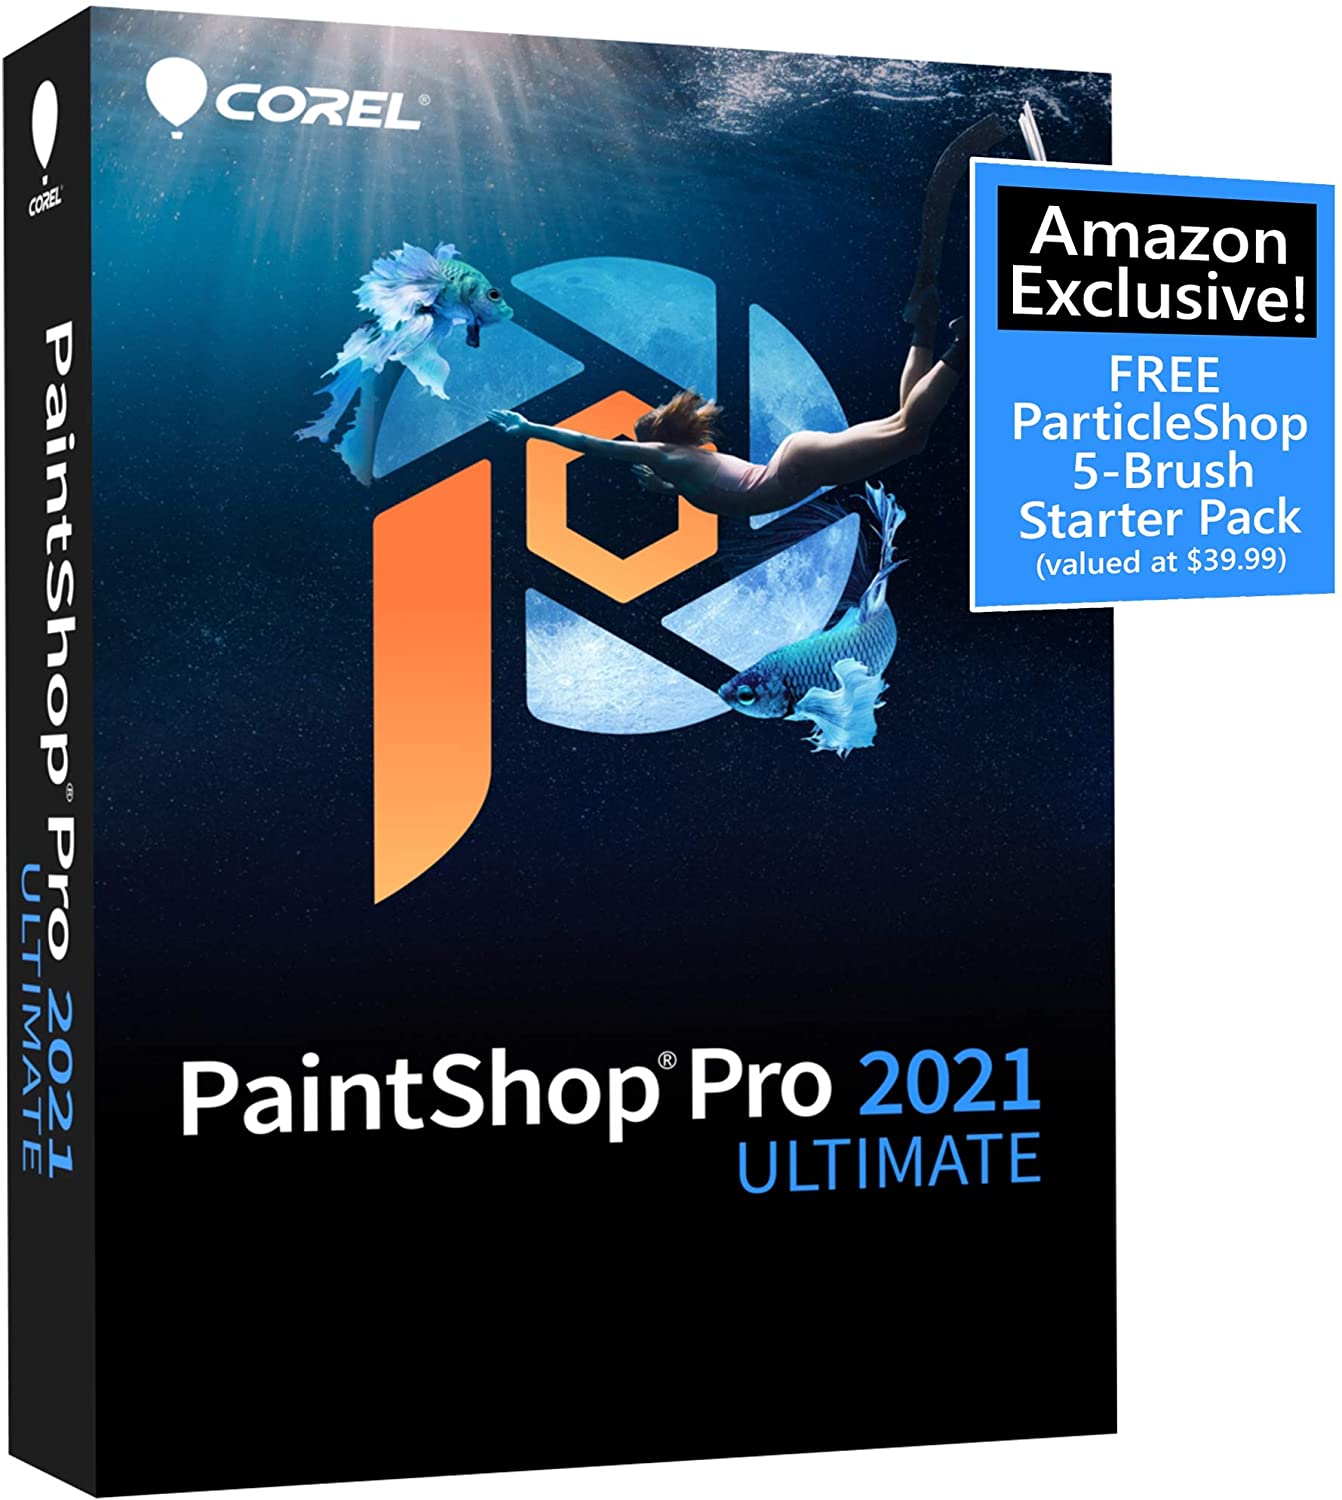 COREL®
COREL
PaintShop® Pro 2021
ULTIMATE
Amazon
Exclusive!
FREE
ParticleShop
5-Brush
Starter Pack
(valued at $39.99)
PaintShop® Pro 2021
ULTIMATE